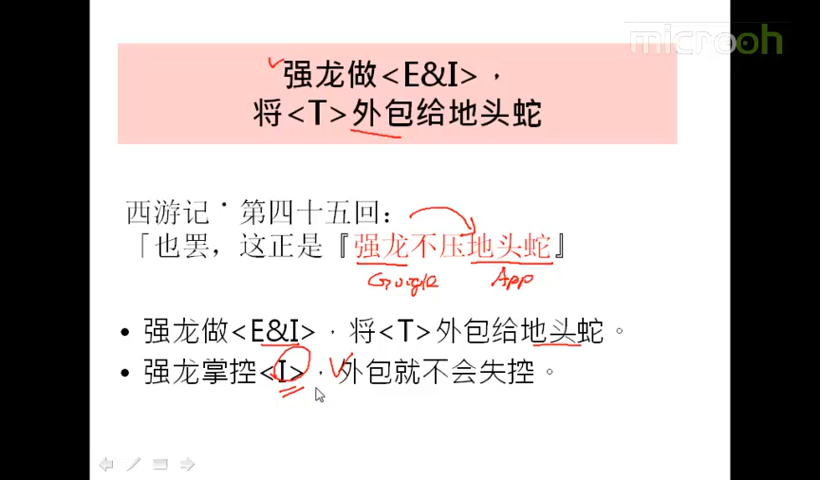 microoh
强龙做<E&I>，
将<T>外包给地头蛇
西游记˙第四十五回：
「也罢，这正是『强龙不压地头蛇』
Google App
• 强龙做<E&I>，将<T>外包给地头蛇。
• 强龙掌控<I>，外包就不会失控。